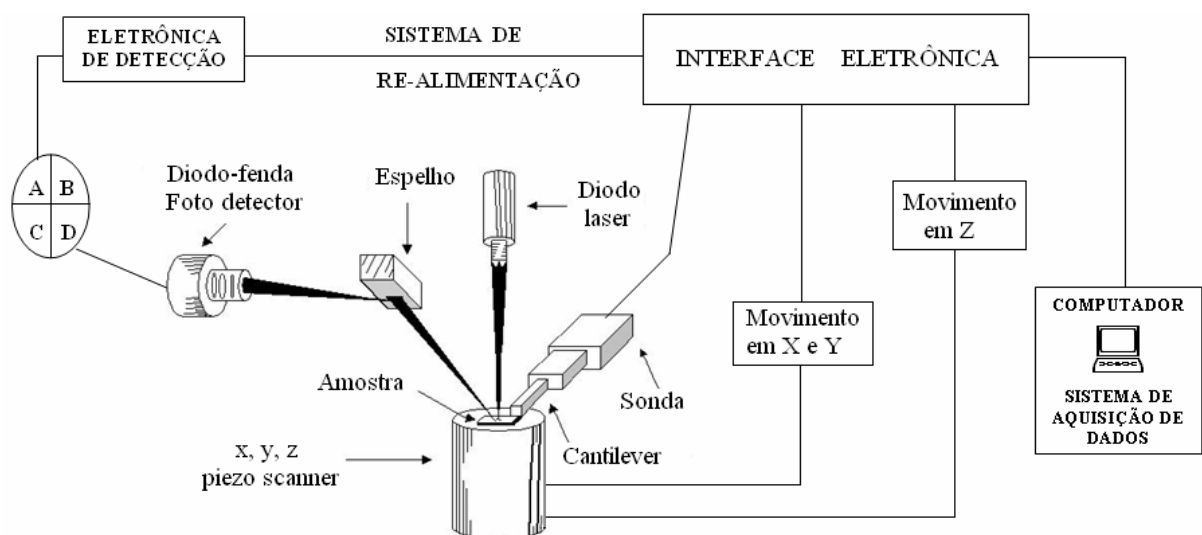 ELETRÔNICA
DE DETECÇÃO
SISTEMA DE
RE-ALIMENTAÇÃO
INTERFACE ELETRÔNICA
A B
C D
Diodo-fenda
Foto detector
Espelho
Diodo
laser
Movimento
em Z
Movimento
em X e Y
COMPUTADOR
SISTEMA DE
AQUISIÇÃO DE
DADOS
Amostra
Sonda
Cantilever
x, y, z
piezo scanner